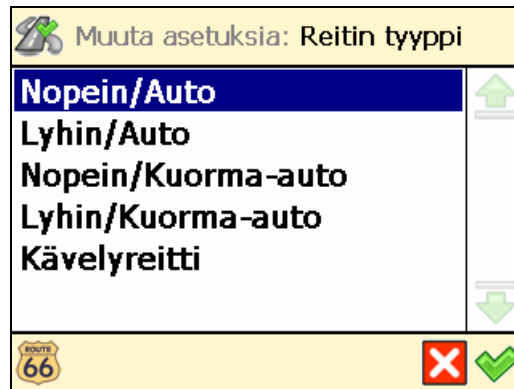 Muuta asetuksia: Reitin tyyppi
Nopein/Auto
Lyhin/Auto
Nopein/Kuorma-auto
Lyhin/Kuorma-auto
Kävelyreitti
ROUTE
66